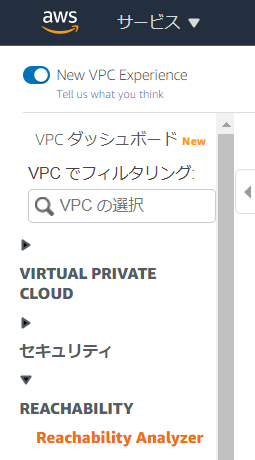 aws
サービス
New VPC Experience
Tell us what you think
VPC ダッシュボード New
VPC でフィルタリング:
VPC の選択
VIRTUAL PRIVATE
CLOUD
セキュリティ
REACHABILITY
Reachability Analyzer